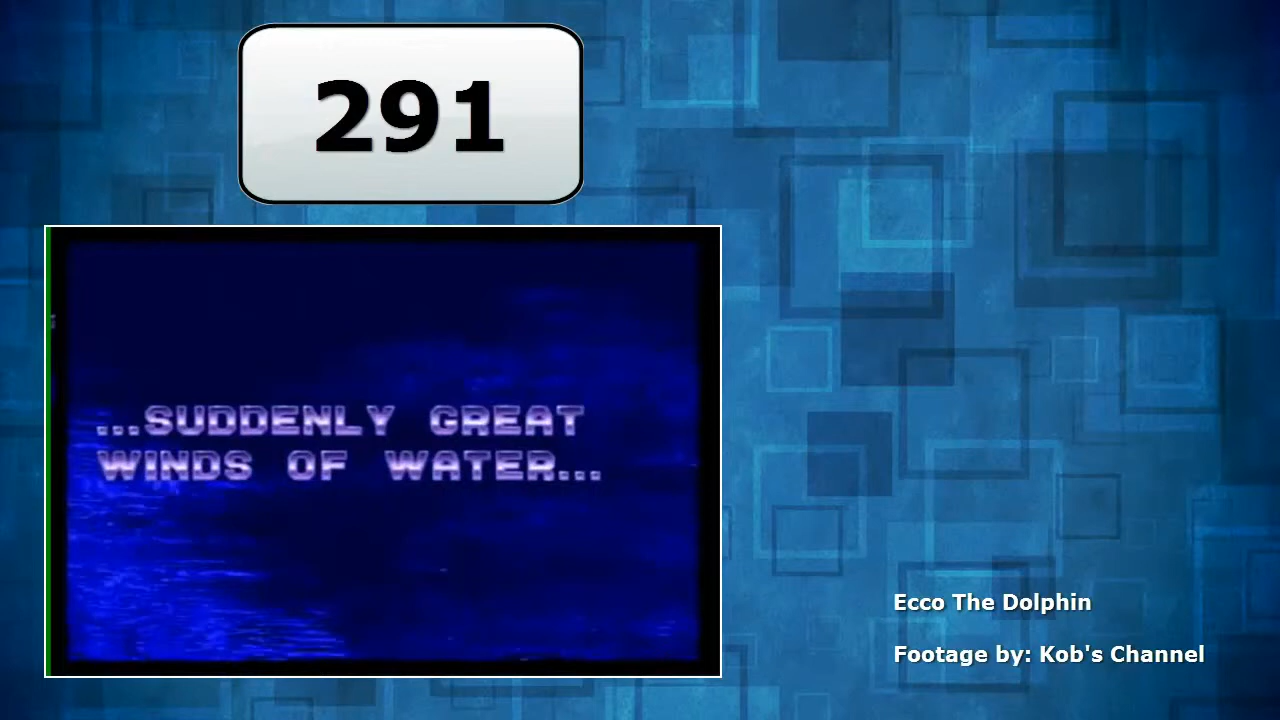 291
...SUDDENLY GREAT
WINDS OF WATER...
Ecco The Dolphin
Footage by: Kob's Channel